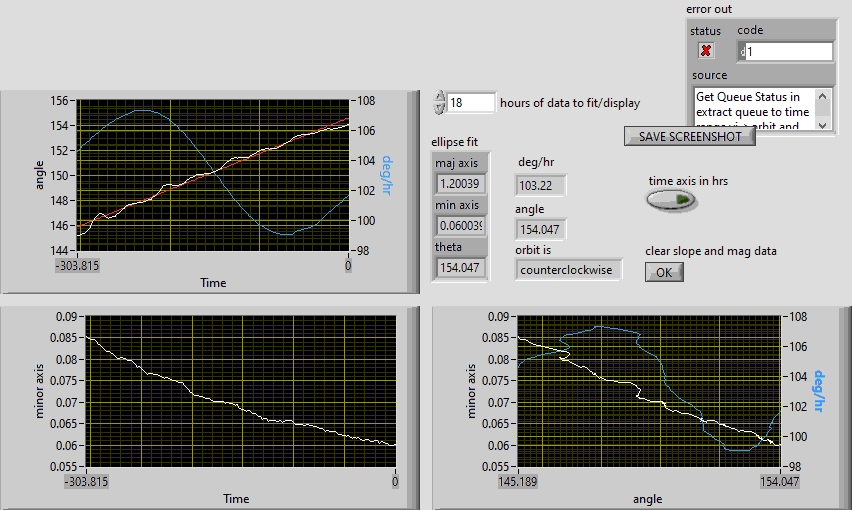 error out
status
code
d1
source
Get Queue Status in
extract queue to time
orbit and
SAVE SCREENSHOT
18
hours of data to fit/display
156
154
152
150
148
146
144
angle
108
106
104
102
100
98
deg/hr
-303.815
0
Time
ellipse fit
maj axis
1.20039
min axis
0.060039
theta
154.047
deg/hr
103.22
angle
154.047
orbit is
counterclockwise
time axis in hrs
clear slope and mag data
OK
0.09
0.085
0.08
0.075
0.07
0.065
0.06
0.055
minor axis
-303.815
0
Time
0.09
0.085
0.08
0.075
0.07
0.065
0.06
0.055
minor axis
108
106
104
102
100
98
deg/hr
145.189
154.047
angle